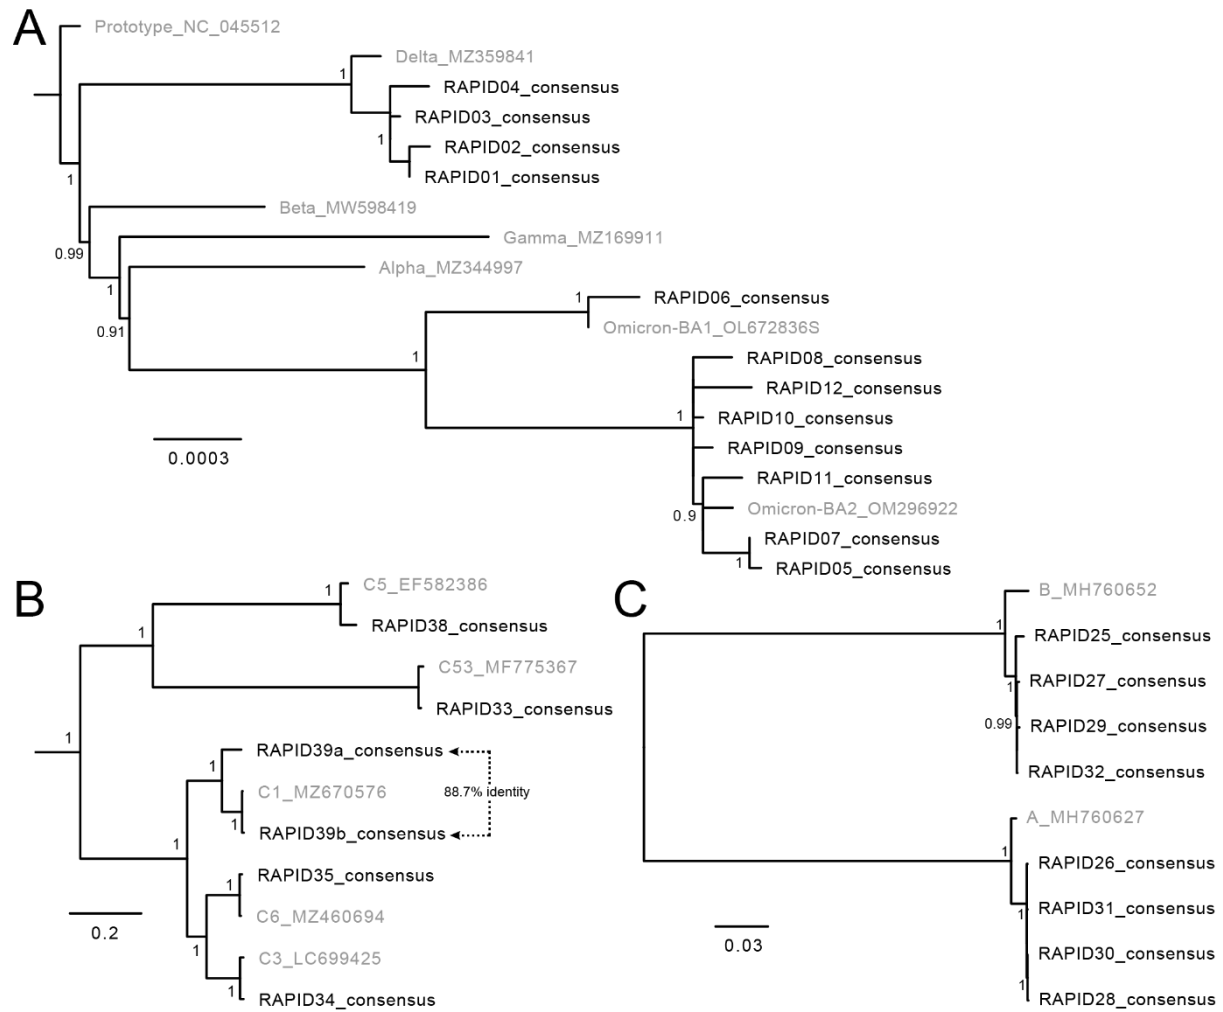 A
Prototype_NC_045512
Delta_MZ359841
1
RAPID04_consensus
RAPID03_consensus
1
RAPID02_consensus
RAPID01_consensus
1
Beta_MW598419
Gamma_MZ169911
0.99
Alpha_MZ344997
1
RAPID06_consensus
1
Omicron-BA1_OL672836S
0.91
RAPID08_consensus
1
RAPID12_consensus
RAPID10_consensus
1
RAPID09_consensus
0.0003
RAPID11_consensus
Omicron-BA2_OM296922
0.9
RAPID07_consensus
RAPID05_consensus
1
B
C5_EF582386
1
RAPID38_consensus
1
C53_MF775367
RAPID33_consensus
1
RAPID39a_consensus
1
C1_MZ670576
88.7% identity
1
RAPID39b_consensus
1
RAPID35_consensus
1
C6_MZ460694
0.2
1
C3_LC699425
1
RAPID34_consensus
C
B_MH760652
1
RAPID25_consensus
RAPID27_consensus
1
0.99
RAPID29_consensus
RAPID32_consensus
A_MH760627
1
RAPID26_consensus
RAPID31_consensus
1
0.03
RAPID30_consensus
1
RAPID28_consensus